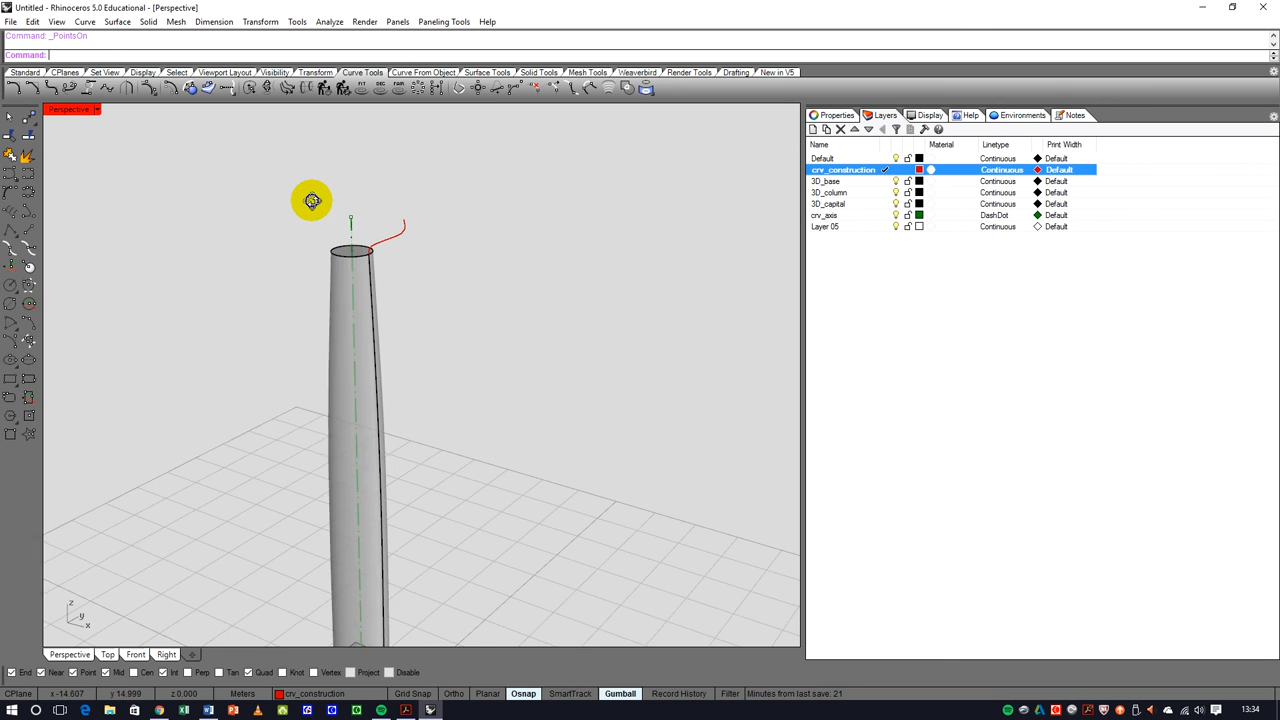 Untitled - Rhinoceros 5.0 Educational - [Perspective]
File Edit View Curve Surface Solid Mesh Dimension Transform Tools Analyze Render Panels Paneling Tools Help
Command: _PointsOn
Command:
Standard CPlanes Set View Display Select Viewport Layout Visibility Transform Curve Tools Curve From Object Surface Tools Solid Tools Mesh Tools Weaverbird Render Tools Drafting New in V5
Perspective
Properties Layers Display Help Environments Notes
Name Material Linetype Print Width
Default Continuous Default
crv_construction Continuous Default
3D_base Continuous Default
3D_column Continuous Default
3D_capital Continuous Default
crv_axis DashDot Default
Layer 05 Continuous Default
z
y
x
Perspective Top Front Right
End Near Point Mid Cen Int Perp Tan Quad Knot Vertex Project Disable
CPlane x -14.607 y 14.999 z 0.000 Meters crv_construction Grid Snap Ortho Planar Osnap SmartTrack Gumball Record History Filter Minutes from last save: 21
13:34